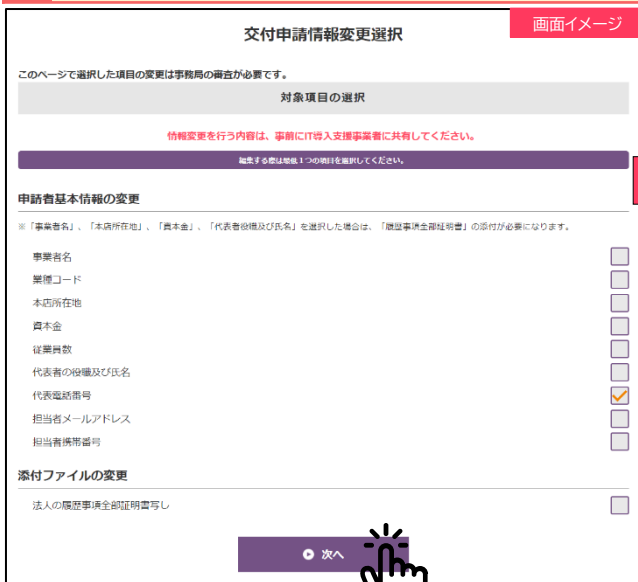 交付申請情報変更選択
画面イメージ
このページで選択した項目の変更は事務局の審査が必要です。
対象項目の選択
情報変更を行う内容は、事前にIT導入支援事業者に共有してください。
編集する際は最低1つの項目を選択してください。
申請者基本情報の変更
※「事業者名」、「本店所在地」、「資本金」、「代表者役職及び氏名」を選択した場合は、「履歴事項全部証明書」の添付が必要になります。
事業者名
業種コード
本店所在地
資本金
従業員数
代表者の役職及び氏名
代表電話番号
担当者メールアドレス
担当者携帯番号
添付ファイルの変更
法人の履歴事項全部証明書写し
次へ